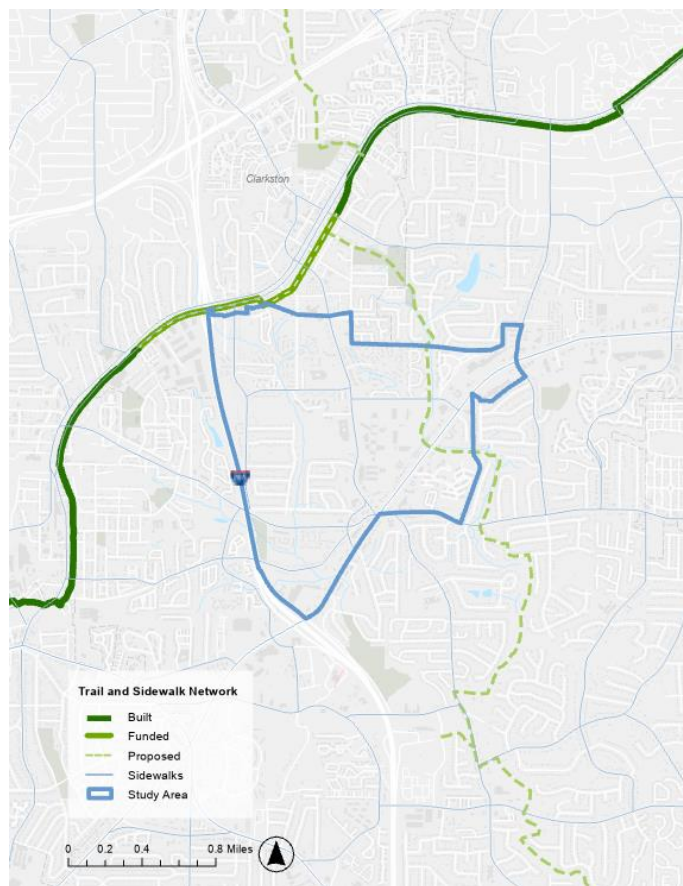 Clarkston
Trail and Sidewalk Network
Built
Funded
Proposed
Sidewalks
Study Area
0 0.2 0.4 0.8 Miles